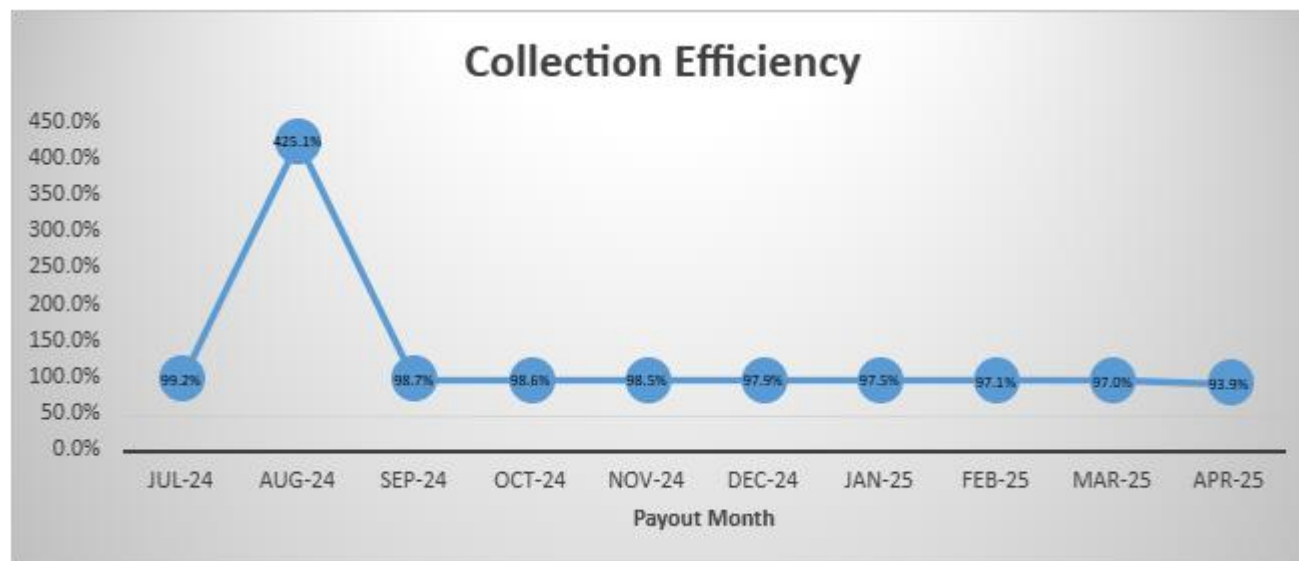 Collection Efficiency
450.0%
400.0%
350.0%
300.0%
250.0%
200.0%
150.0%
100.0%
50.0%
0.0%
425.1%
99.2% 98.7% 98.6% 98.5% 97.9% 97.5% 97.1% 97.0% 93.9%
JUL-24 AUG-24 SEP-24 OCT-24 NOV-24 DEC-24 JAN-25 FEB-25 MAR-25 APR-25
Payout Month